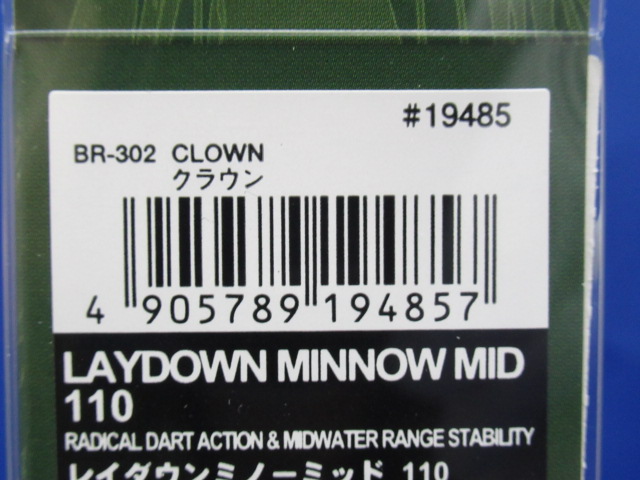 #19485
BR-302 CLOWN
クラウン
4 905789 194857
LAYDOWN MINNOW MID
110
RADICAL DART ACTION & MIDWATER RANGE STABILITY
レイダウンミノーミッド 110